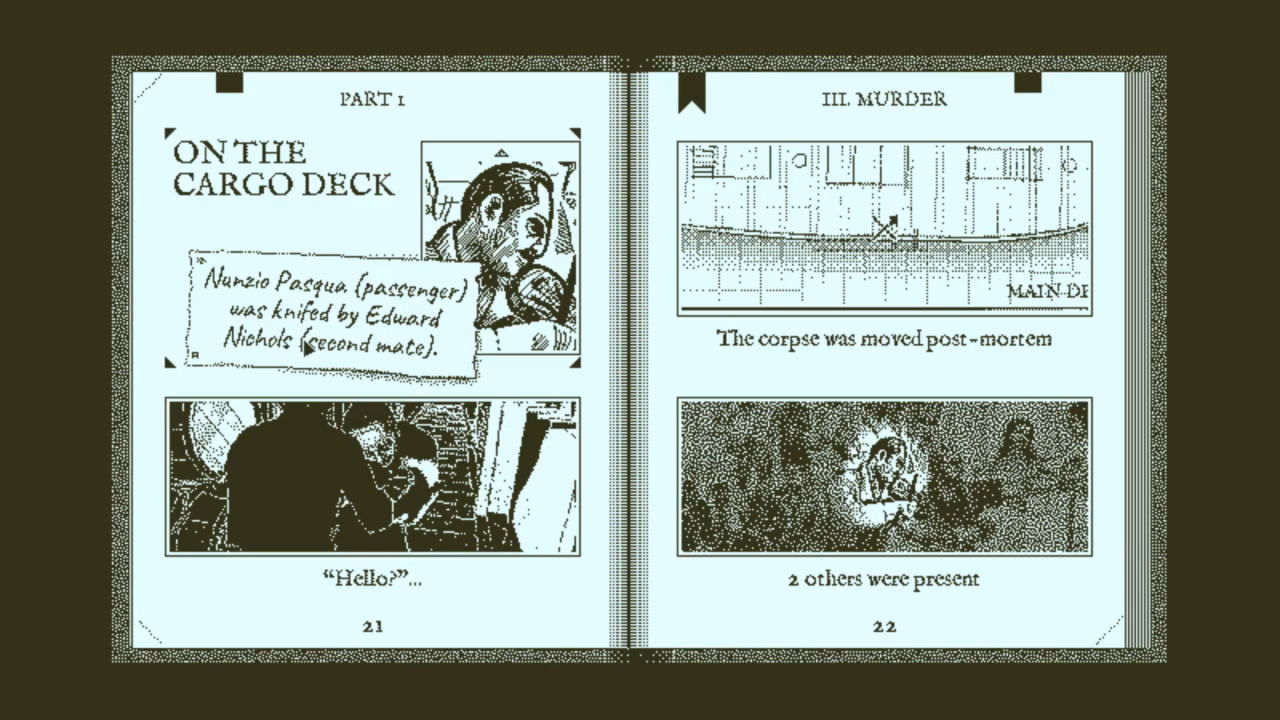 PART 1
ON THE
CARGO DECK
Nunzio Pasqua (passenger)
was knifed by Edward
Nichols (second mate).
"Hello?"...
21
III. MURDER
MAIN DE
The corpse was moved post-mortem
2 others were present
22